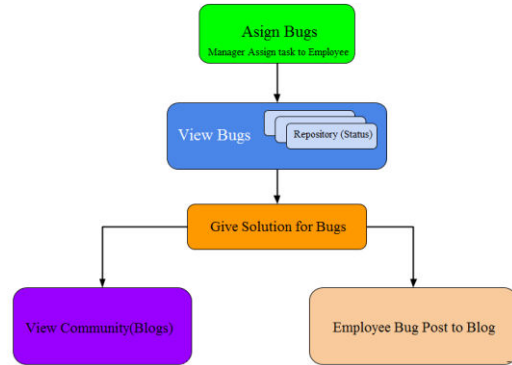 Asign Bugs
Manager Assign task to Employee
View Bugs
Repository (Status)
Give Solution for Bugs
View Community(Blogs)
Employee Bug Post to Blog